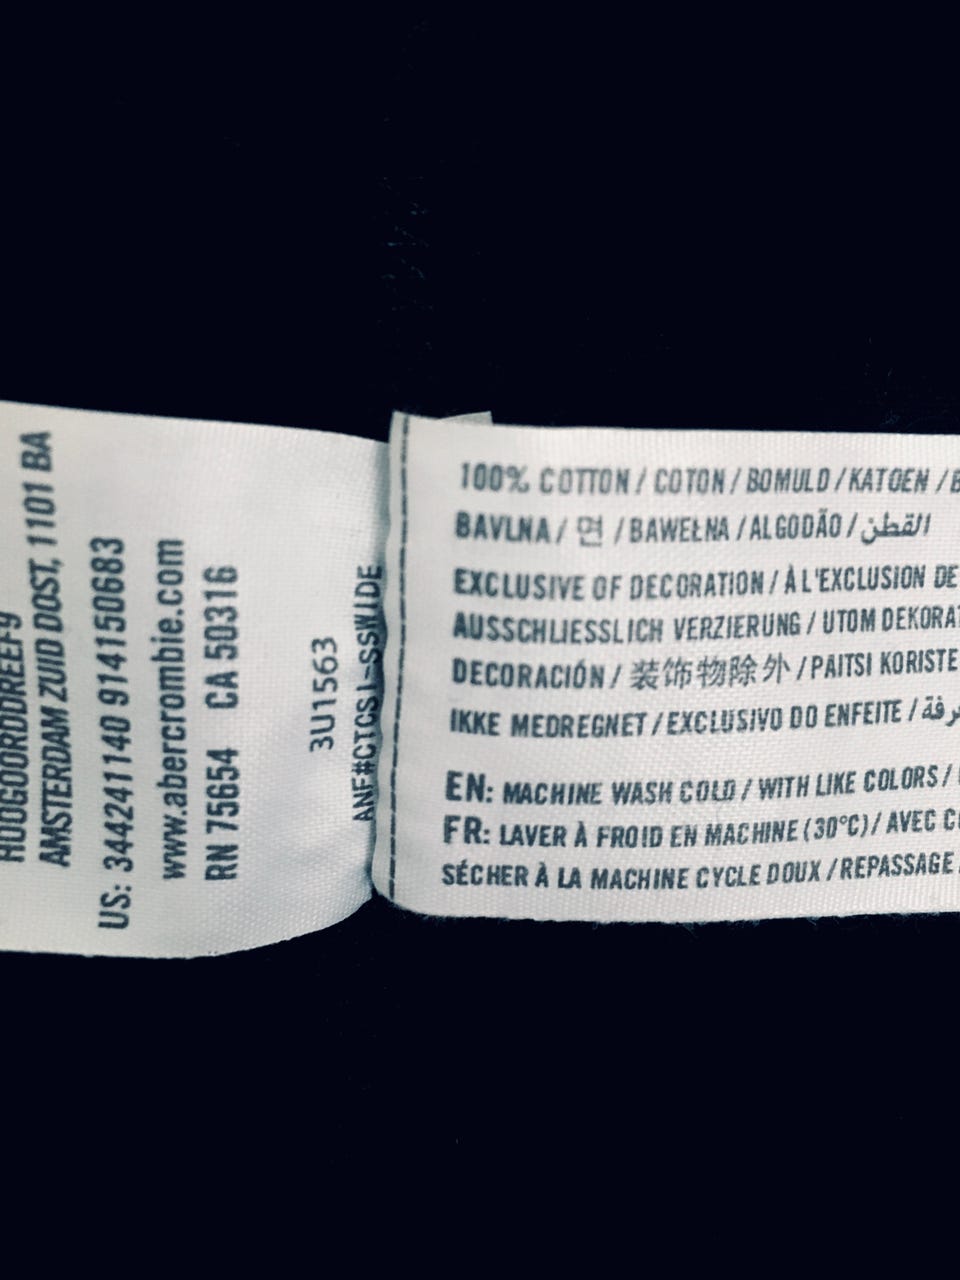 HOOGOORDDREEF9
AMSTERDAM ZUID OOST, 1101 BA
US: 344241140 914150683
www.abercrombie.com
RN 75654 CA 50316
3U1563
ANF#CTCSI-SSWIDE
100% COTTON / COTON / BOMULD / KATOEN /
BAVLNA / 면 / BAWEŁNA / ALGODÃO / القطن
EXCLUSIVE OF DECORATION / À L'EXCLUSION DE
AUSSCHLIESSLICH VERZIERUNG / UTOM DEKORA
DECORACIÓN / 装饰物除外 / PAITSI KORISTE
IKKE MEDREGNET / EXCLUSIVO DO ENFEITE /
EN: MACHINE WASH COLD / WITH LIKE COLORS /
FR: LAVER À FROID EN MACHINE (30°C) / AVEC
SÉCHER À LA MACHINE CYCLE DOUX / REPASSAGE